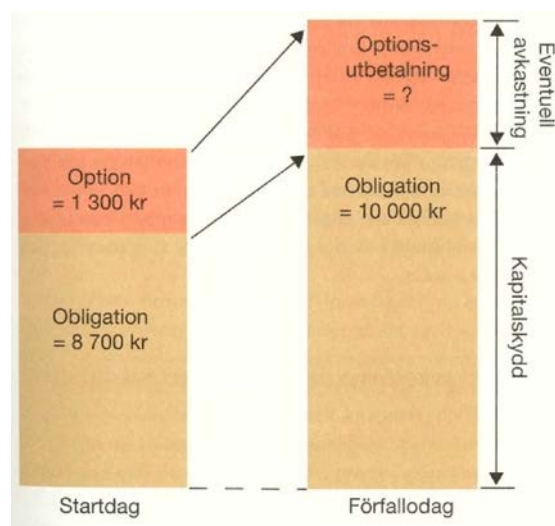 Options-
utbetalning
= ?
Eventuell
avkastning
Option
= 1 300 kr
Obligation
= 10 000 kr
Obligation
= 8 700 kr
Kapitalskydd
Startdag
Förfallodag